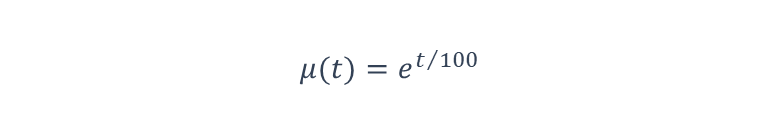 μ(t) = e^{t/100}